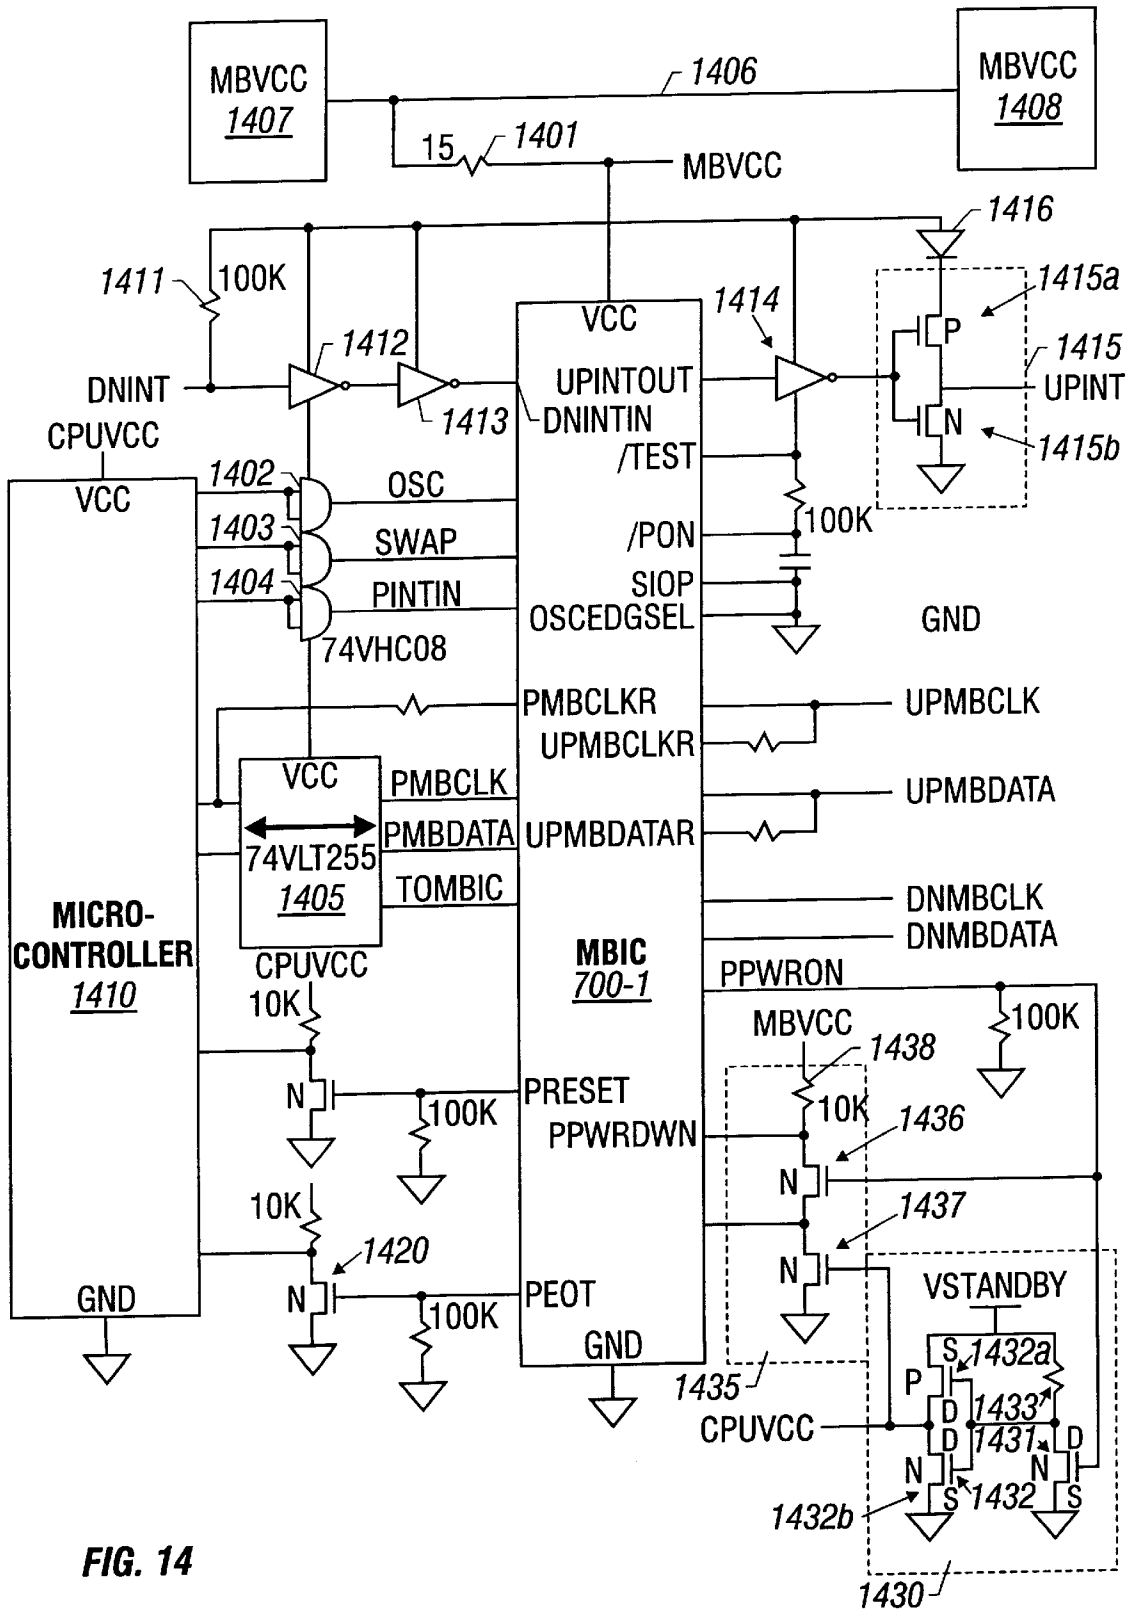 MBVCC
1407
1406
MBVCC
1408
15
1401
MBVCC
1416
1411
100K
1412
1413
DNINT
VCC
1414
UPINTOUT
DNINTIN
1415a
P
1415
UPINT
N
1415b
CPUVCC
VCC
1402
OSC
1403
SWAP
1404
PINTIN
74VHC08
/TEST
100K
/PON
SIOP
OSCEDGSEL
GND
PMBCLKR
UPMBCLK
UPMBCLKR
VCC
PMBCLK
UPMBDATA
PMBDATA
UPMBDATAR
74VLT255
1405
TOMBIC
DNMBCLK
DNMBDATA
MICRO-
CONTROLLER
1410
MBIC
700-1
CPUVCC
10K
PPWRON
100K
MBVCC
1438
10K
N
PRESET
100K
PPWRDWN
1436
N
1437
N
10K
1420
N
PEOT
100K
GND
GND
1435
VSTANDBY
S
1432a
P
D
1433
CPUVCC
D
1431
D
N
N
S
1432
S
1432b
1430
FIG. 14